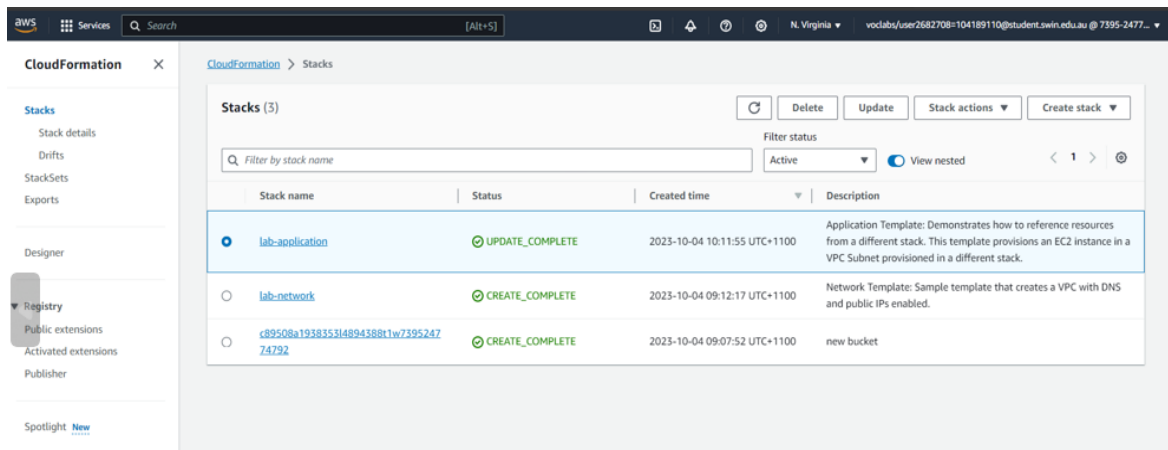 aws Services Search [Alt+S] N. Virginia ▼ voclabs/user2682708=104189110@student.swin.edu.au @ 7395-2477... ▼
CloudFormation ×
CloudFormation > Stacks
Stacks
Stack details
Drifts
StackSets
Exports
Designer
▼ Registry
Public extensions
Activated extensions
Publisher
Spotlight New
Stacks (3)
Delete Update Stack actions ▼ Create stack ▼
Filter status
Filter by stack name Active ▼ View nested < 1 >
Stack name Status Created time ▼ Description
lab-application UPDATE_COMPLETE 2023-10-04 10:11:55 UTC+1100 Application Template: Demonstrates how to reference resources
from a different stack. This template provisions an EC2 instance in a
VPC Subnet provisioned in a different stack.
lab-network CREATE_COMPLETE 2023-10-04 09:12:17 UTC+1100 Network Template: Sample template that creates a VPC with DNS
and public IPs enabled.
c89508a1938353l4894388t1w7395247
74792 CREATE_COMPLETE 2023-10-04 09:07:52 UTC+1100 new bucket